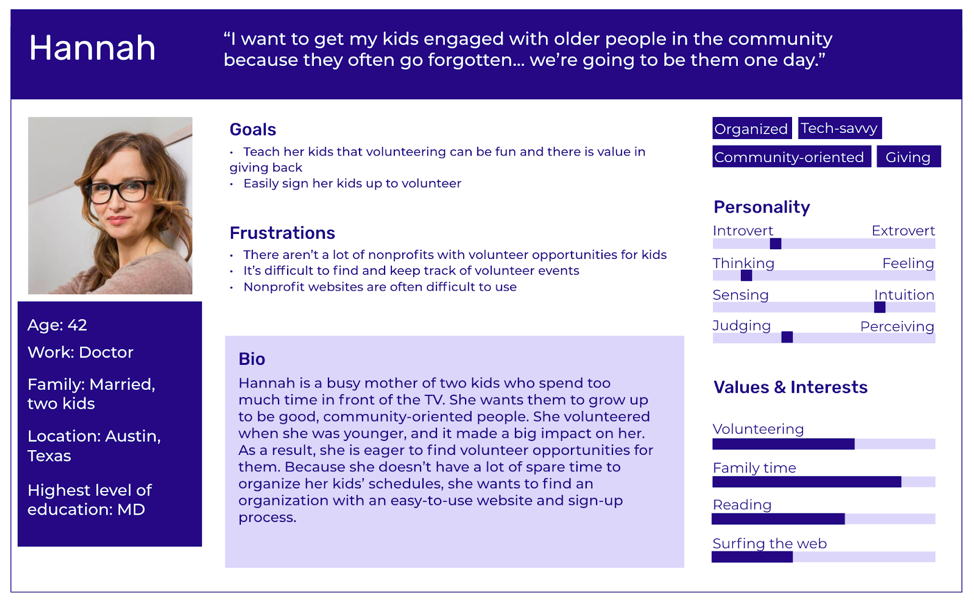 Hannah
“I want to get my kids engaged with older people in the community
because they often go forgotten... we’re going to be them one day.”
Age: 42
Work: Doctor
Family: Married,
two kids
Location: Austin,
Texas
Highest level of
education: MD
Goals
• Teach her kids that volunteering can be fun and there is value in
giving back
• Easily sign her kids up to volunteer
Frustrations
• There aren’t a lot of nonprofits with volunteer opportunities for kids
• It’s difficult to find and keep track of volunteer events
• Nonprofit websites are often difficult to use
Bio
Hannah is a busy mother of two kids who spend too
much time in front of the TV. She wants them to grow up
to be good, community-oriented people. She volunteered
when she was younger, and it made a big impact on her.
As a result, she is eager to find volunteer opportunities for
them. Because she doesn’t have a lot of spare time to
organize her kids’ schedules, she wants to find an
organization with an easy-to-use website and sign-up
process.
Organized Tech-savvy
Community-oriented Giving
Personality
Introvert Extrovert
Thinking Feeling
Sensing Intuition
Judging Perceiving
Values & Interests
Volunteering
Family time
Reading
Surfing the web